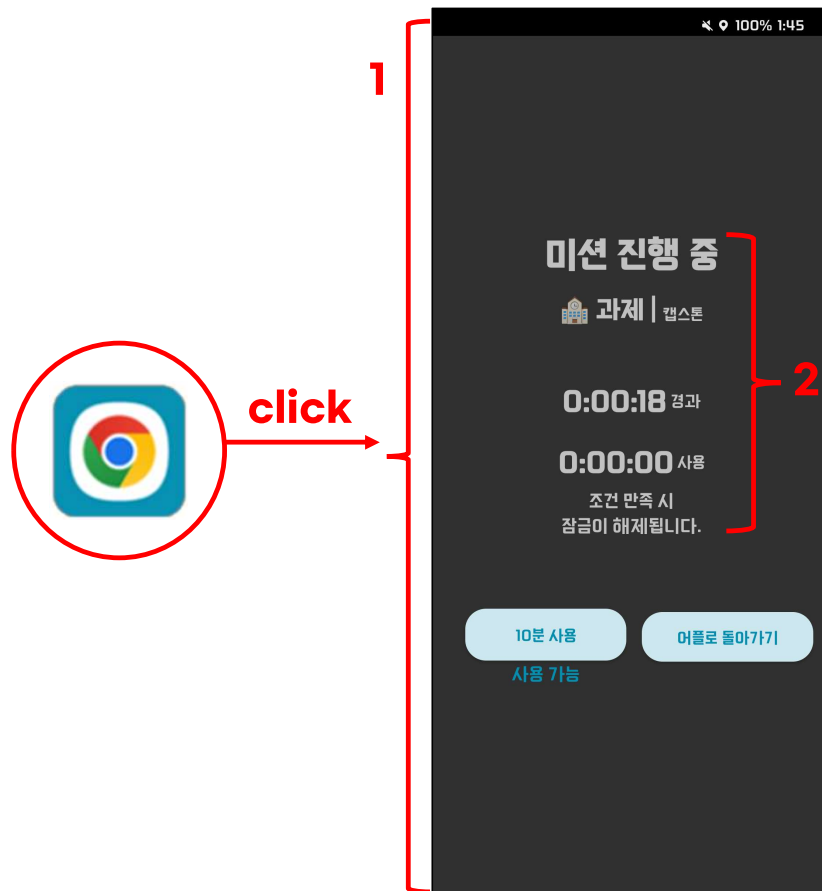 100% 1:45
1
미션 진행 중
과제 | 캡스톤
2
click
0:00:18 경과
0:00:00 사용
조건 만족 시
잠금이 해제됩니다.
10분 사용
어플로 돌아가기
사용 가능